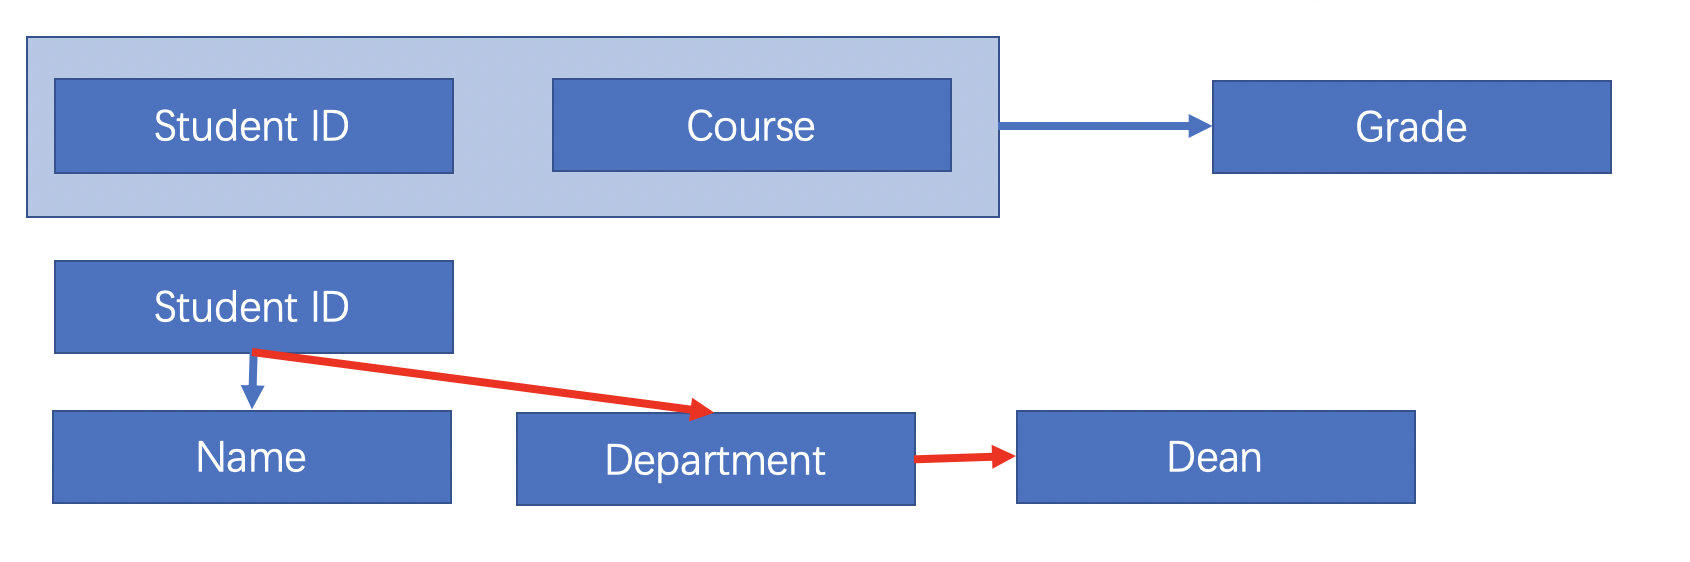 Student ID
Course
Grade
Student ID
Name
Department
Dean